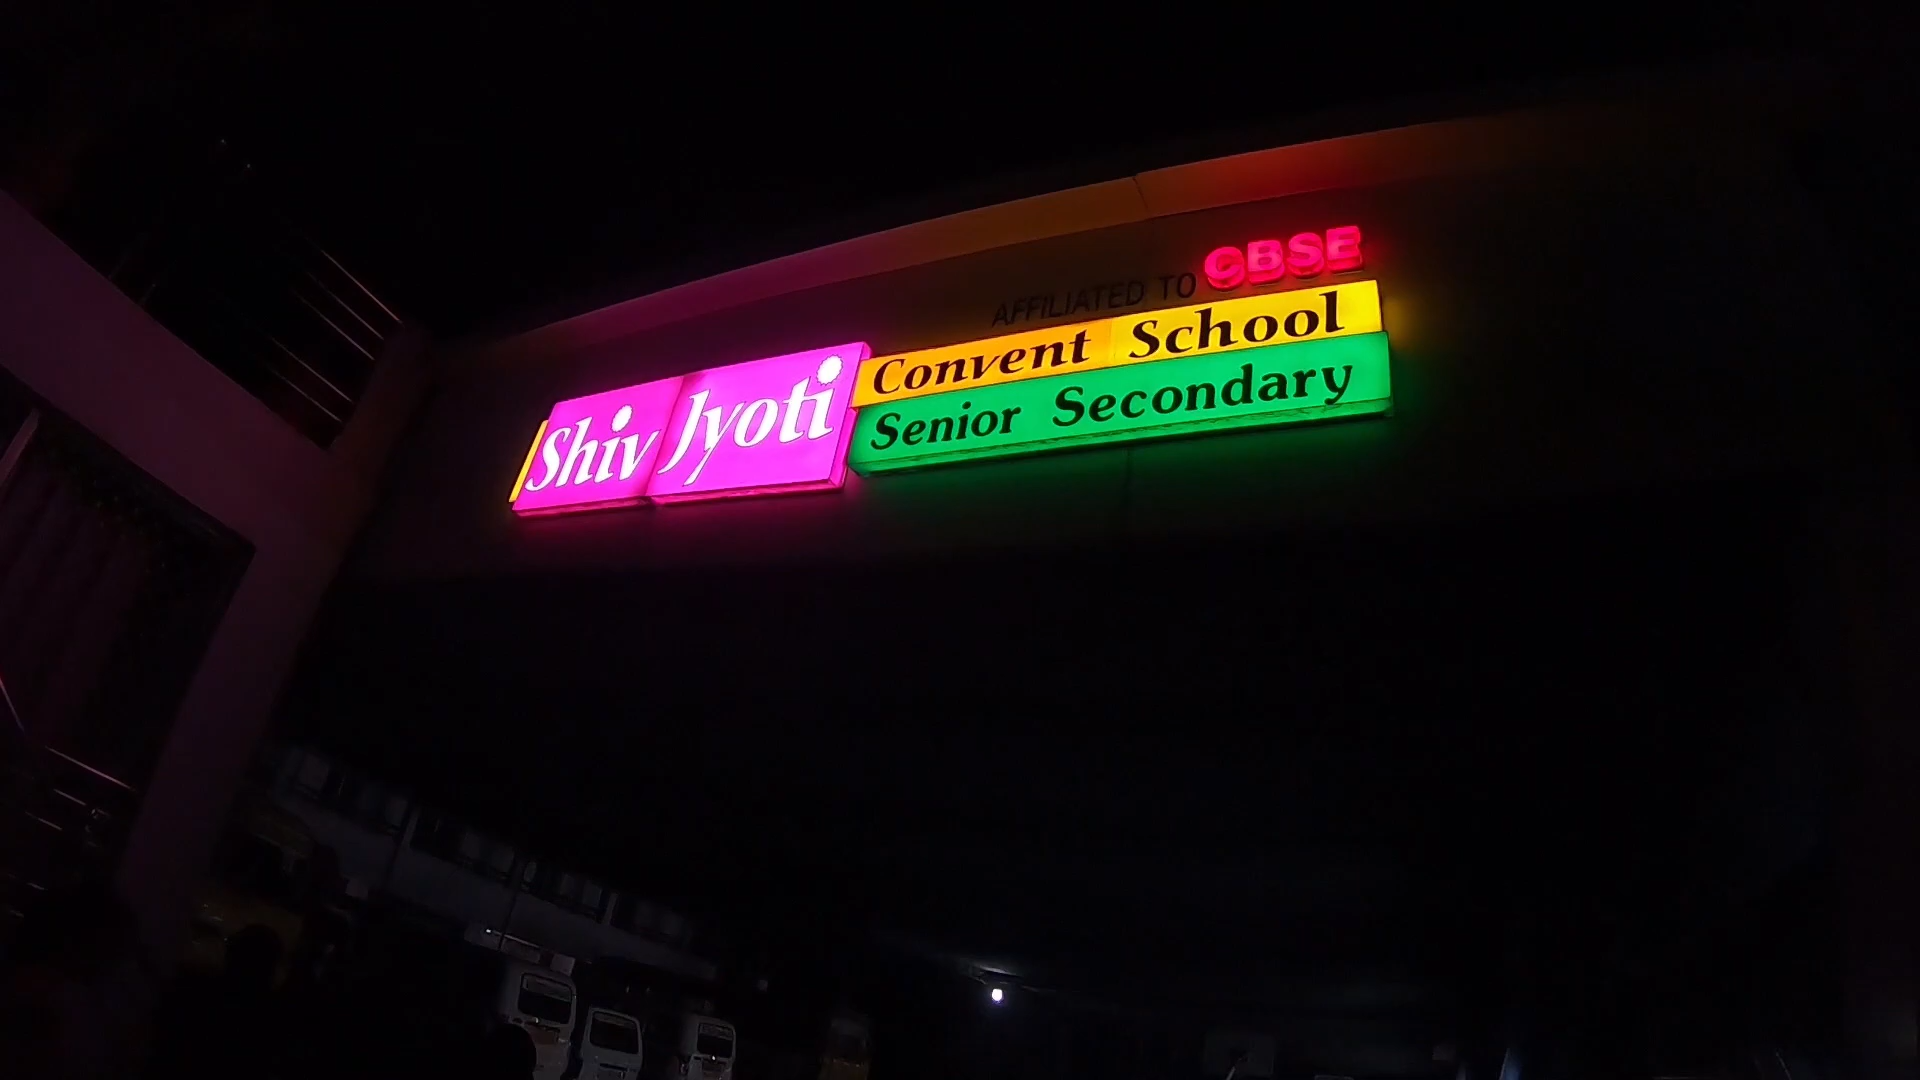 AFFILIATED TO CBSE
Shiv Jyoti
Convent School
Senior Secondary